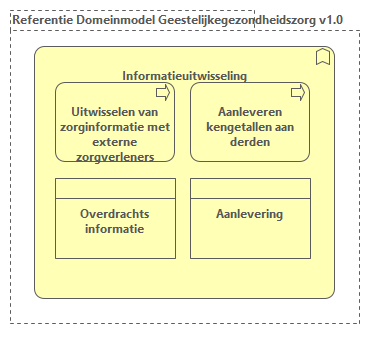 Referentie Domeinmodel Geestelijkegezondheidszorg v1.0
Informatieuitwisseling
Uitwisselen van
zorginformatie met
externe
zorgverleners
Aanleveren
kengetallen aan
derden
Overdrachts
informatie
Aanlevering